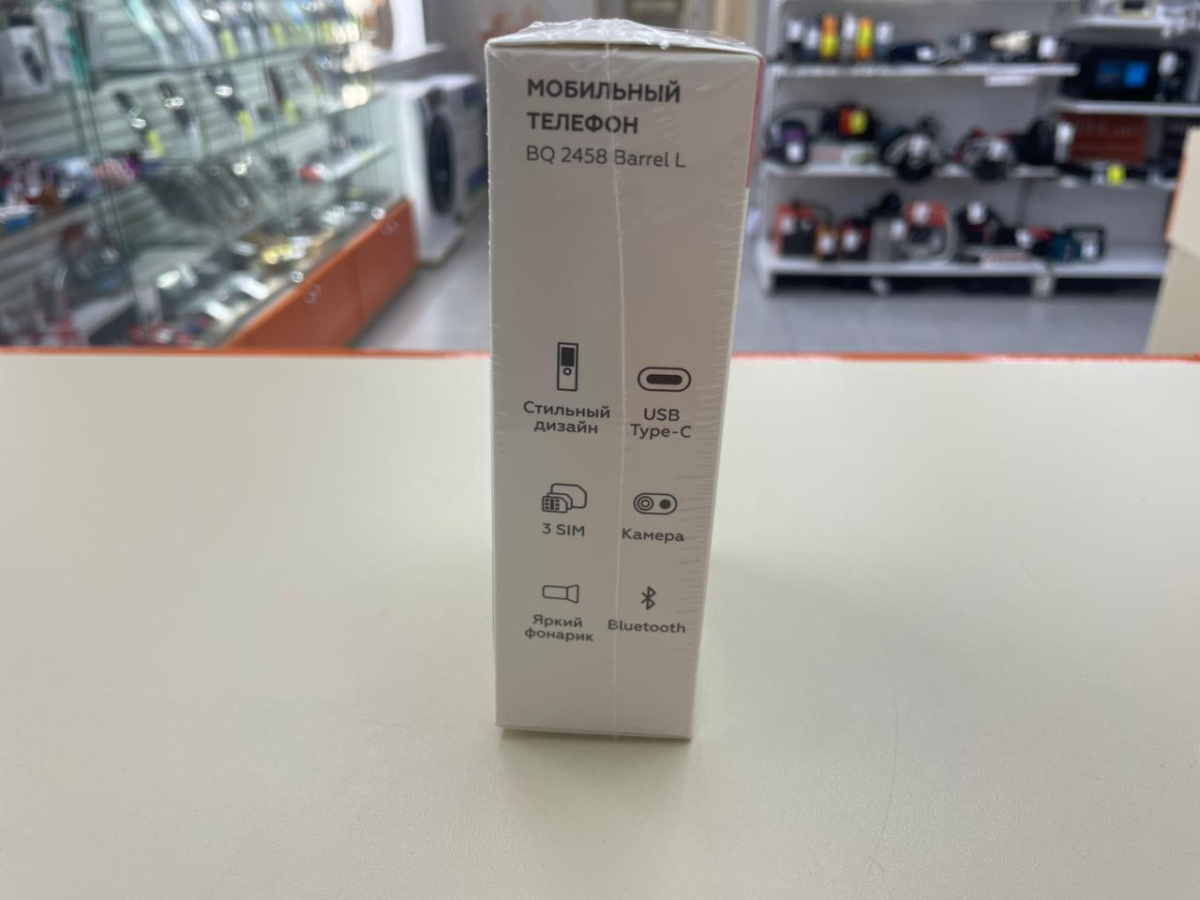 МОБИЛЬНЫЙ
ТЕЛЕФОН
BQ 2458 Barrel L
Стильный
дизайн
USB
Type-C
3 SIM
Камера
Яркий
фонарик
Bluetooth